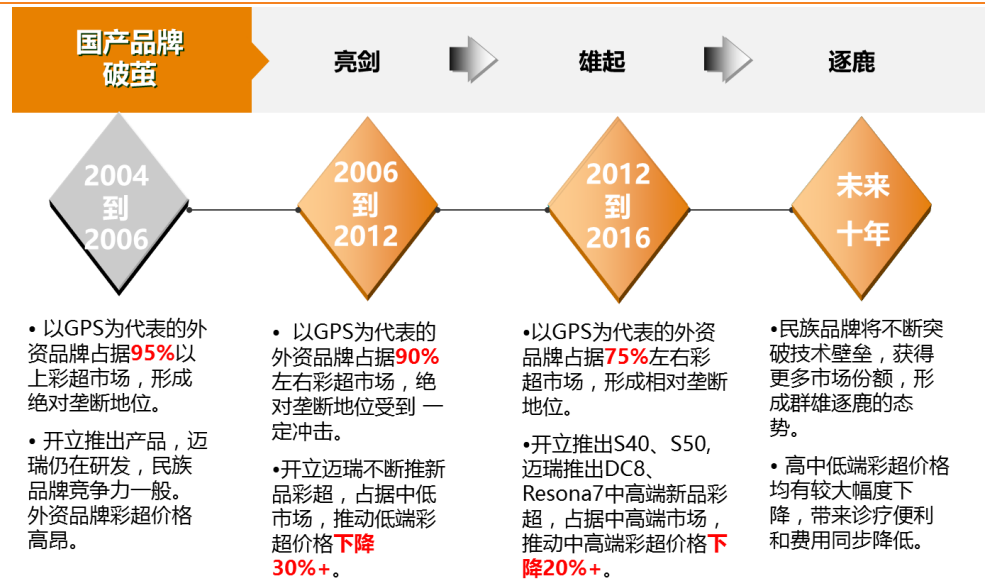 国产品牌
破茧
亮剑
雄起
逐鹿
2004
到
2006
2006
到
2012
2012
到
2016
未来
十年
• 以GPS为代表的外
资品牌占据95%以
上彩超市场，形成
绝对垄断地位。
• 开立推出产品，迈
瑞仍在研发，民族
品牌竞争力一般。
外资品牌彩超价格
高昂。
• 以GPS为代表的
外资品牌占据90%
左右彩超市场，绝
对垄断地位受到 一
定冲击。
•开立迈瑞不断推新
品彩超，占据中低
市场，推动低端彩
超价格下降
30%+。
•以GPS为代表的外资
品牌占据75%左右彩
超市场，形成相对垄断
地位。
•开立推出S40、S50,
迈瑞推出DC8、
Resona7中高端新品彩
超，占据中高端市场，
推动中高端彩超价格下
降20%+。
•民族品牌将不断突
破技术壁垒，获得
更多市场份额，形
成群雄逐鹿的态
势。
• 高中低端彩超价格
均有较大幅度下
降，带来诊疗便利
和费用同步降低。